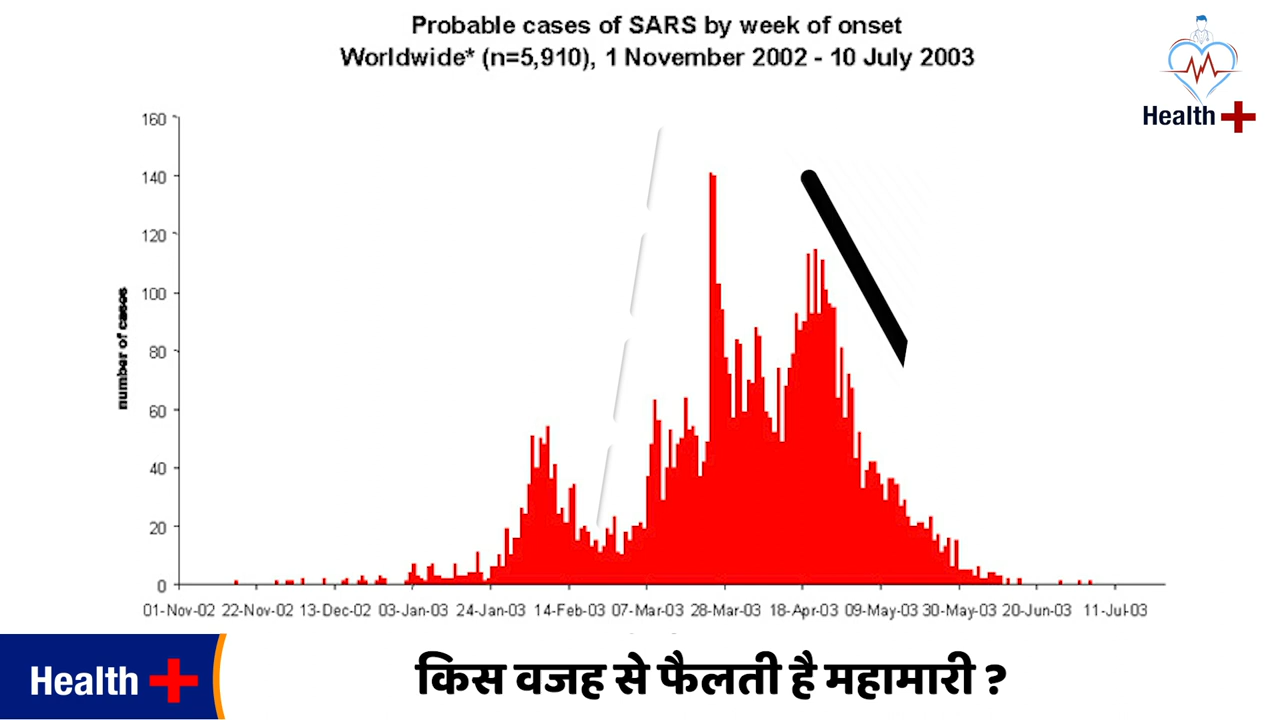 Probable cases of SARS by week of onset
Worldwide* (n=5,910), 1 November 2002 - 10 July 2003
Health
160
140
120
100
80
60
40
20
0
number of cases
01-Nov-02 22-Nov-02 13-Dec-02 03-Jan-03 24-Jan-03 14-Feb-03 07-Mar-03 28-Mar-03 18-Apr-03 09-May-03 30-May-03 20-Jun-03 11-Jul-03
Health
किस वजह से फैलती है महामारी ?